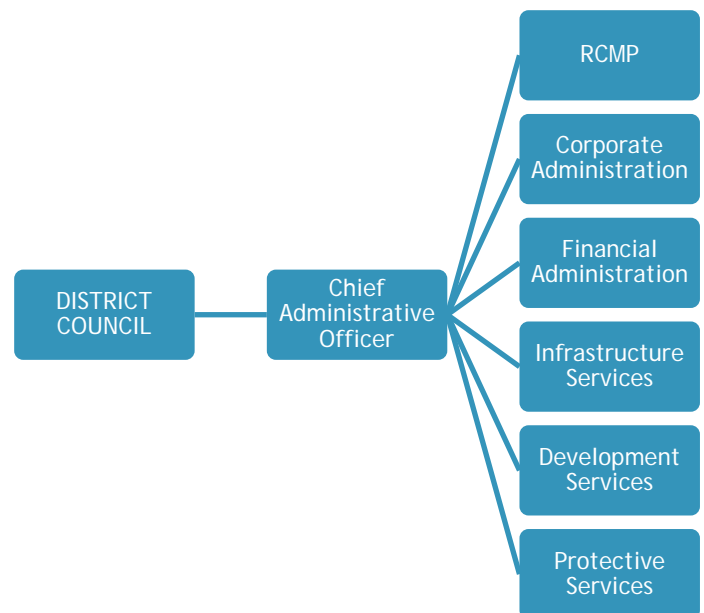 DISTRICT
COUNCIL
Chief
Administrative
Officer
RCMP
Corporate
Administration
Financial
Administration
Infrastructure
Services
Development
Services
Protective
Services